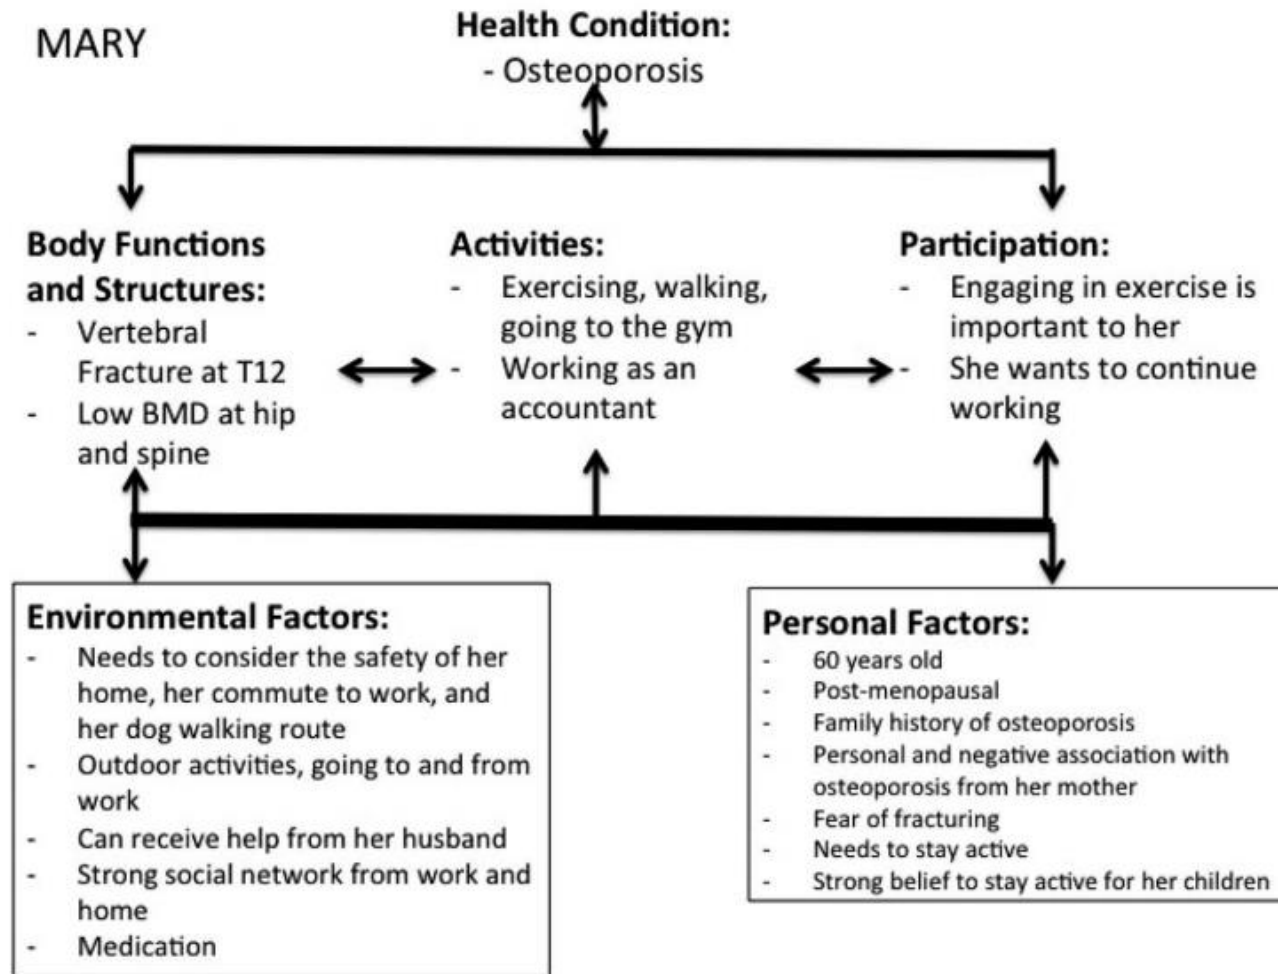 MARY
Health Condition:
- Osteoporosis
Body Functions
and Structures:
- Vertebral
Fracture at T12
- Low BMD at hip
and spine
Activities:
- Exercising, walking,
going to the gym
- Working as an
accountant
Participation:
- Engaging in exercise is
important to her
- She wants to continue
working
Environmental Factors:
- Needs to consider the safety of her
home, her commute to work, and
her dog walking route
- Outdoor activities, going to and from
work
- Can receive help from her husband
- Strong social network from work and
home
- Medication
Personal Factors:
- 60 years old
- Post-menopausal
- Family history of osteoporosis
- Personal and negative association with
osteoporosis from her mother
- Fear of fracturing
- Needs to stay active
- Strong belief to stay active for her children